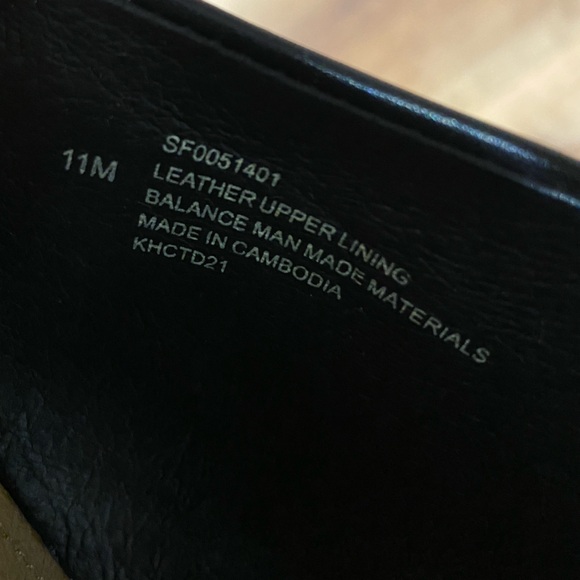 11M
SF0051401
LEATHER UPPER LINING
BALANCE MAN MADE MATERIALS
MADE IN CAMBODIA
KHCTD21